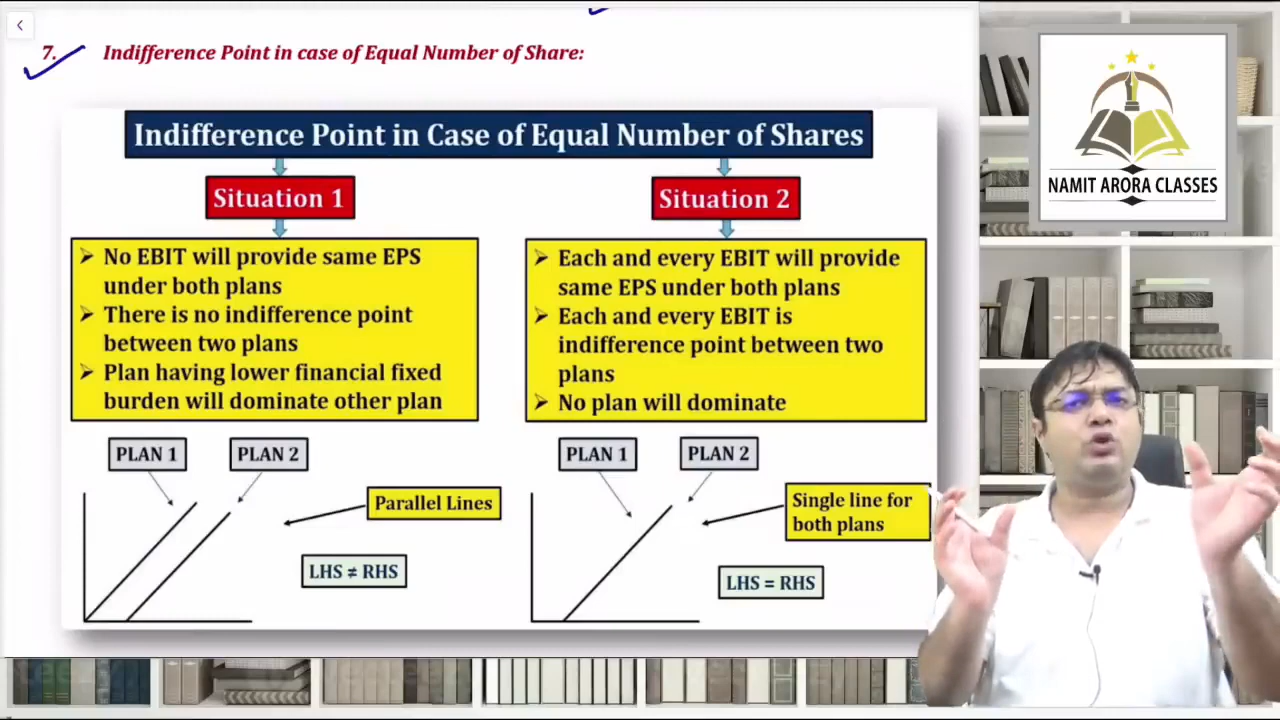 7. Indifference Point in case of Equal Number of Share:
Indifference Point in Case of Equal Number of Shares
Situation 1
➢ No EBIT will provide same EPS
under both plans
➢ There is no indifference point
between two plans
➢ Plan having lower financial fixed
burden will dominate other plan
PLAN 1
PLAN 2
Parallel Lines
LHS ≠ RHS
Situation 2
➢ Each and every EBIT will provide
same EPS under both plans
➢ Each and every EBIT is
indifference point between two
plans
➢ No plan will dominate
PLAN 1
PLAN 2
Single line for
both plans
LHS = RHS
NAMIT ARORA CLASSES